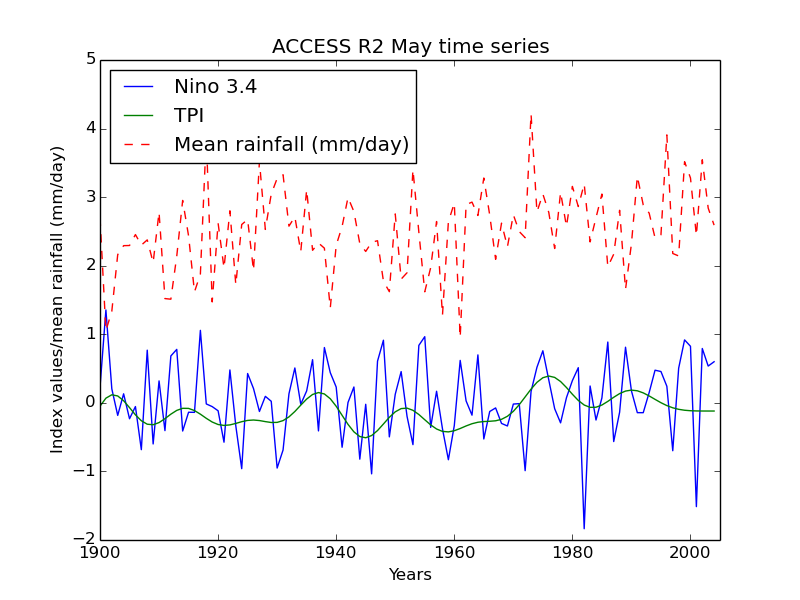 ACCESS R2 May time series
Nino 3.4
TPI
Mean rainfall (mm/day)
Index values/mean rainfall (mm/day)
5
4
3
2
1
0
−1
−2
1900 1920 1940 1960 1980 2000
Years